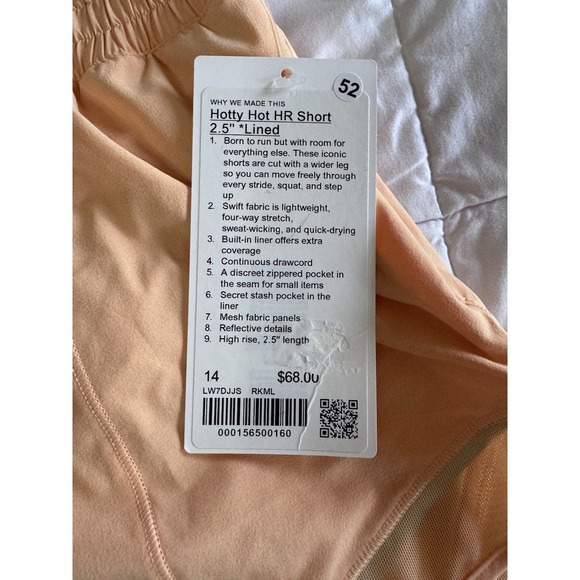 52
WHY WE MADE THIS
Hotty Hot HR Short
2.5" *Lined
1. Born to run but with room for
everything else. These iconic
shorts are cut with a wider leg
so you can move freely through
every stride, squat, and step
up
2. Swift fabric is lightweight,
four-way stretch,
sweat-wicking, and quick-drying
3. Built-in liner offers extra
coverage
4. Continuous drawcord
5. A discreet zippered pocket in
the seam for small items
6. Secret stash pocket in the
liner
7. Mesh fabric panels
8. Reflective details
9. High rise, 2.5" length
14 $68.00
LW7DJJS RKML
000156500160